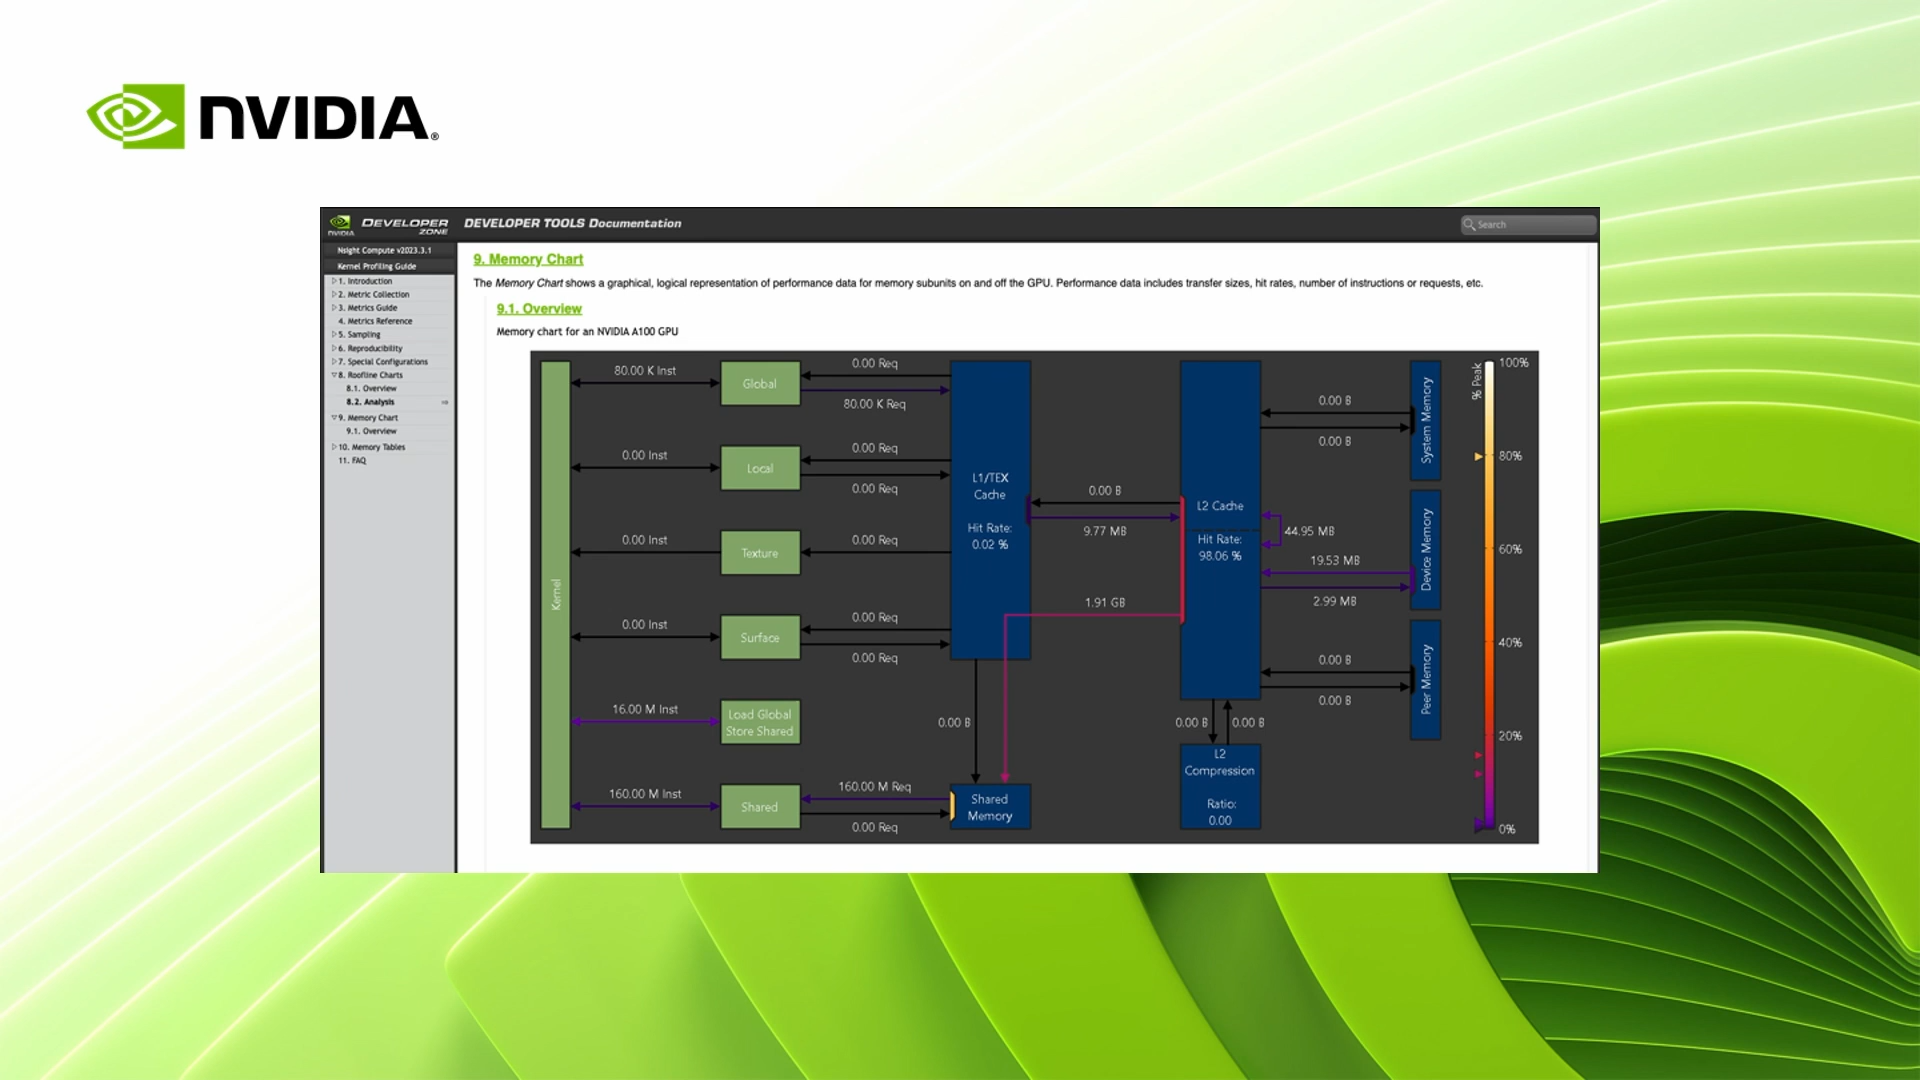 NVIDIA®
NVIDIA DEVELOPER ZONE
DEVELOPER TOOLS Documentation
Search
Nsight Compute v2023.3.1
Kernel Profiling Guide
1. Introduction
2. Metric Collection
3. Metrics Guide
4. Metrics Reference
5. Sampling
6. Reproducibility
7. Special Configurations
8. Roofline Charts
8.1. Overview
8.2. Analysis
9. Memory Chart
9.1. Overview
10. Memory Tables
11. FAQ
9. Memory Chart
The Memory Chart shows a graphical, logical representation of performance data for memory subunits on and off the GPU. Performance data includes transfer sizes, hit rates, number of instructions or requests, etc.
9.1. Overview
Memory chart for an NVIDIA A100 GPU
Kernel
80.00 K Inst
Global
0.00 Req
80.00 K Req
0.00 Inst
Local
0.00 Req
0.00 Req
0.00 Inst
Texture
0.00 Req
0.00 Inst
Surface
0.00 Req
0.00 Req
16.00 M Inst
Load Global
Store Shared
160.00 M Inst
Shared
160.00 M Req
0.00 Req
L1/TEX
Cache
Hit Rate:
0.02 %
0.00 B
Shared
Memory
0.00 B
9.77 MB
1.91 GB
L2 Cache
Hit Rate:
98.06 %
44.95 MB
0.00 B
0.00 B
L2
Compression
Ratio:
0.00
0.00 B
0.00 B
System Memory
19.53 MB
2.99 MB
Device Memory
0.00 B
0.00 B
Peer Memory
% Peak
100%
80%
60%
40%
20%
0%